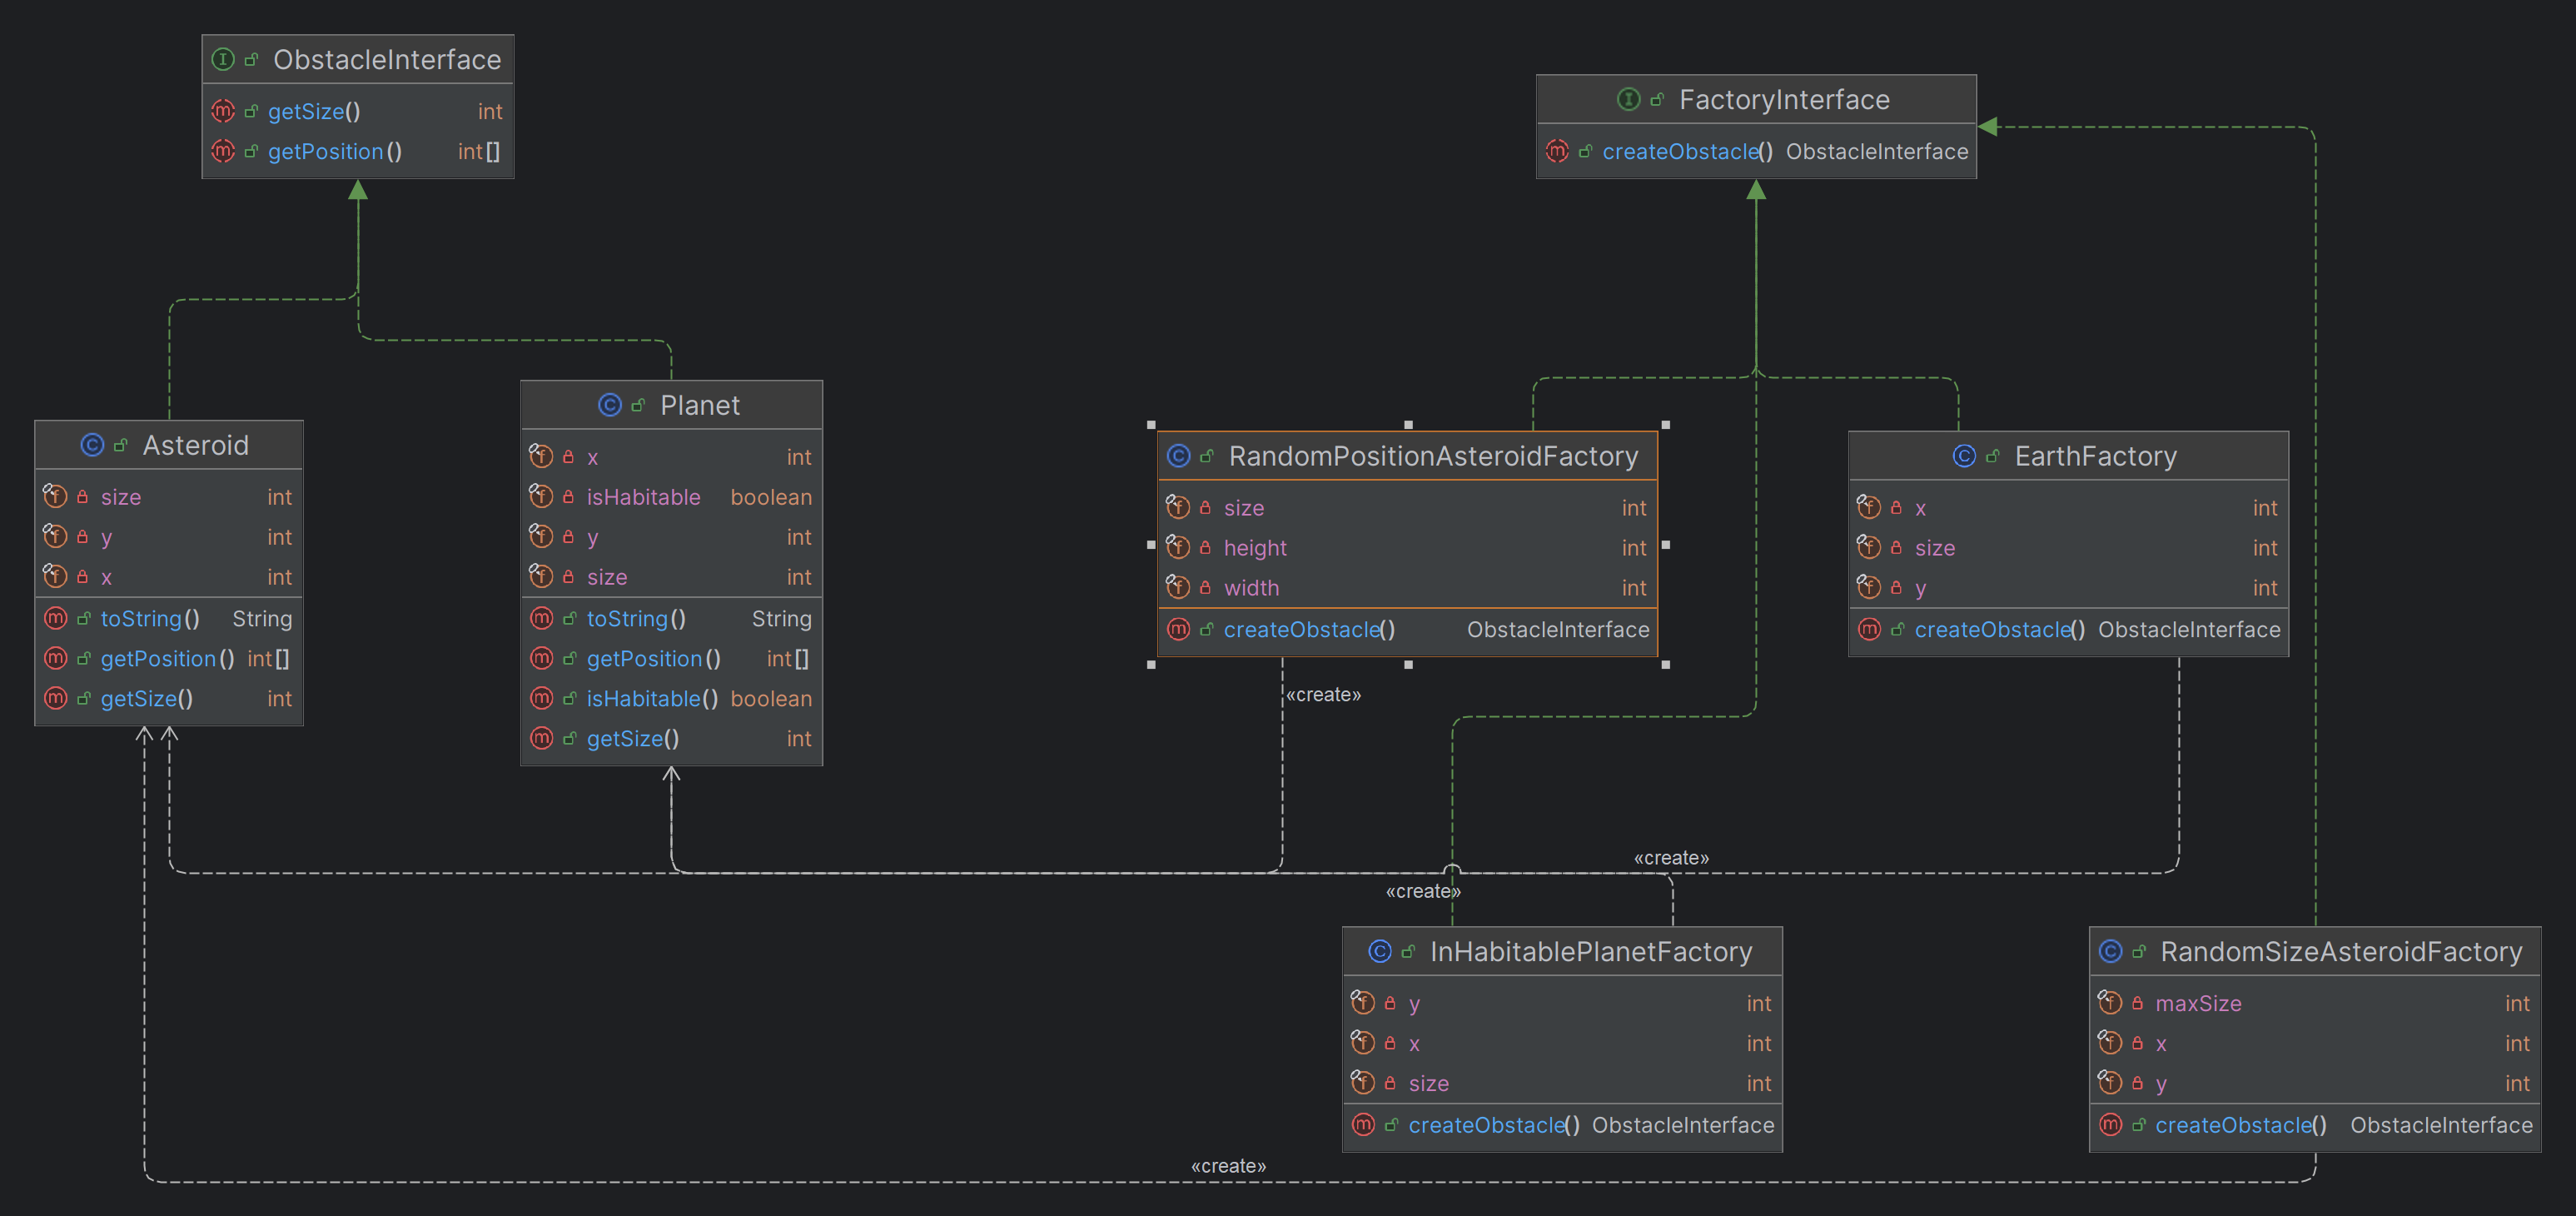 ObstacleInterface
getSize() int
getPosition() int[]
FactoryInterface
createObstacle() ObstacleInterface
Asteroid
size int
y int
x int
toString() String
getPosition() int[]
getSize() int
Planet
x int
isHabitable boolean
y int
size int
toString() String
getPosition() int[]
isHabitable() boolean
getSize() int
RandomPositionAsteroidFactory
size int
height int
width int
createObstacle() ObstacleInterface
EarthFactory
x int
size int
y int
createObstacle() ObstacleInterface
«create»
«create»
«create»
InHabitablePlanetFactory
y int
x int
size int
createObstacle() ObstacleInterface
RandomSizeAsteroidFactory
maxSize int
x int
y int
createObstacle() ObstacleInterface
«create»